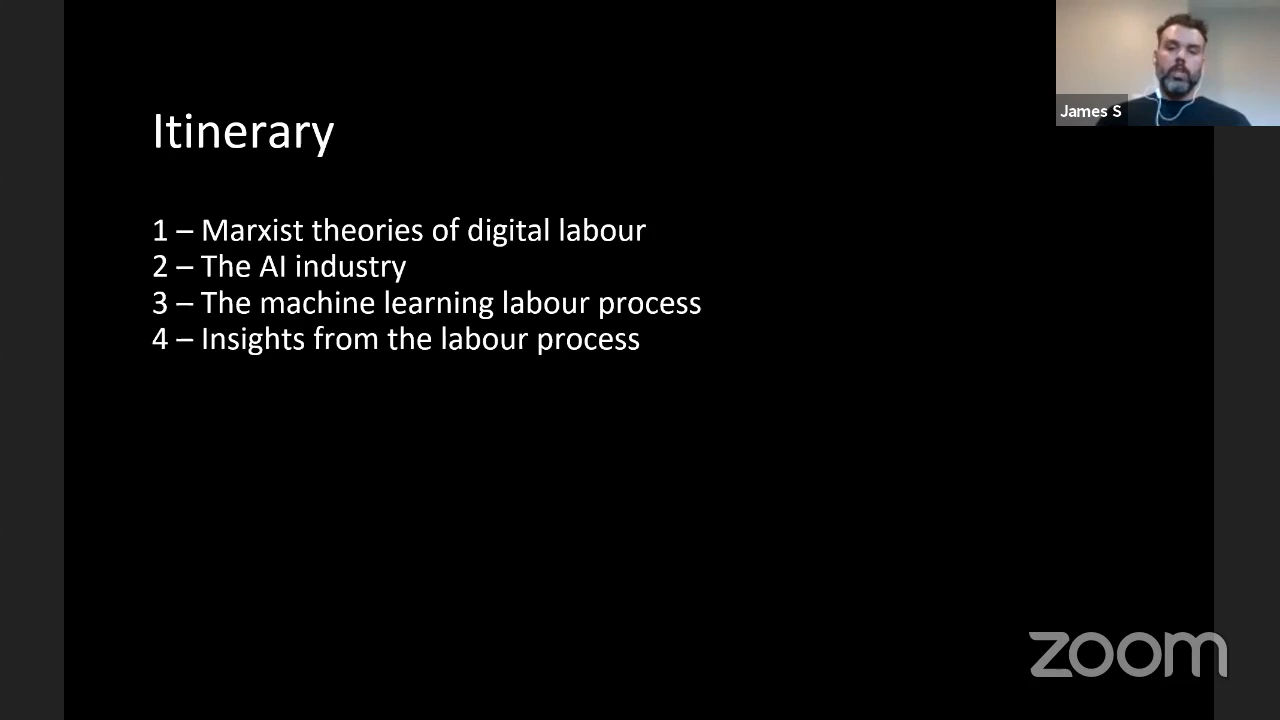 James S
Itinerary
1 – Marxist theories of digital labour
2 – The AI industry
3 – The machine learning labour process
4 – Insights from the labour process
zoom